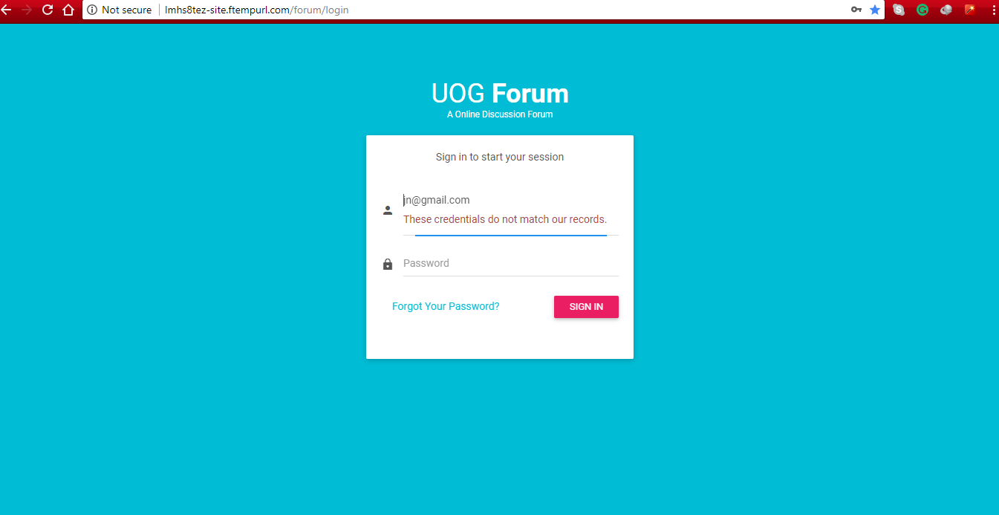 Not secure
lmhs8tez-site.ftempurl.com/forum/login
UOG Forum
A Online Discussion Forum
Sign in to start your session
jn@gmail.com
These credentials do not match our records.
Password
Forgot Your Password?
SIGN IN